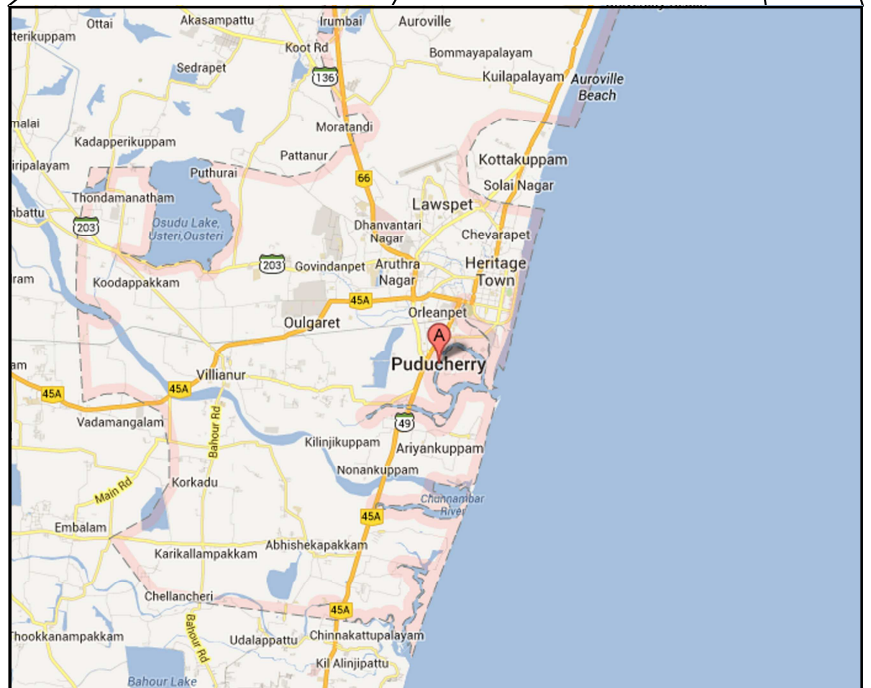 Ottai
Akasampattu
Irumbai
Auroville
terikuppam
Koot Rd
Bommayapalayam
Sedrapet
136
Kuilapalayam
Auroville
Beach
malai
Moratandi
Kadapperikuppam
Pattanur
Kottakuppam
iripalayam
Puthurai
66
Solai Nagar
Thondamanatham
Lawspet
nbattu
203
Osudu Lake,
Usteri,Ousteri
Dhanvantari
Nagar
Chevarapet
203
Govindanpet
Aruthra
Nagar
Heritage
Town
ram
Koodappakkam
45A
Orleanpet
Oulgaret
A
Puducherry
am
Villianur
45A
45A
Vadamangalam
49
Bahour Rd
Kilinjikuppam
Ariyankuppam
Nonankuppam
Main Rd
Korkadu
Chunnambar
River
45A
Embalam
Karikallampakkam
Abhishekapakkam
Chellancheri
45A
Thookkanampakkam
Bahour Rd
Udalappattu
Chinnakattupalayam
Kil Alinjipattu
Bahour Lake